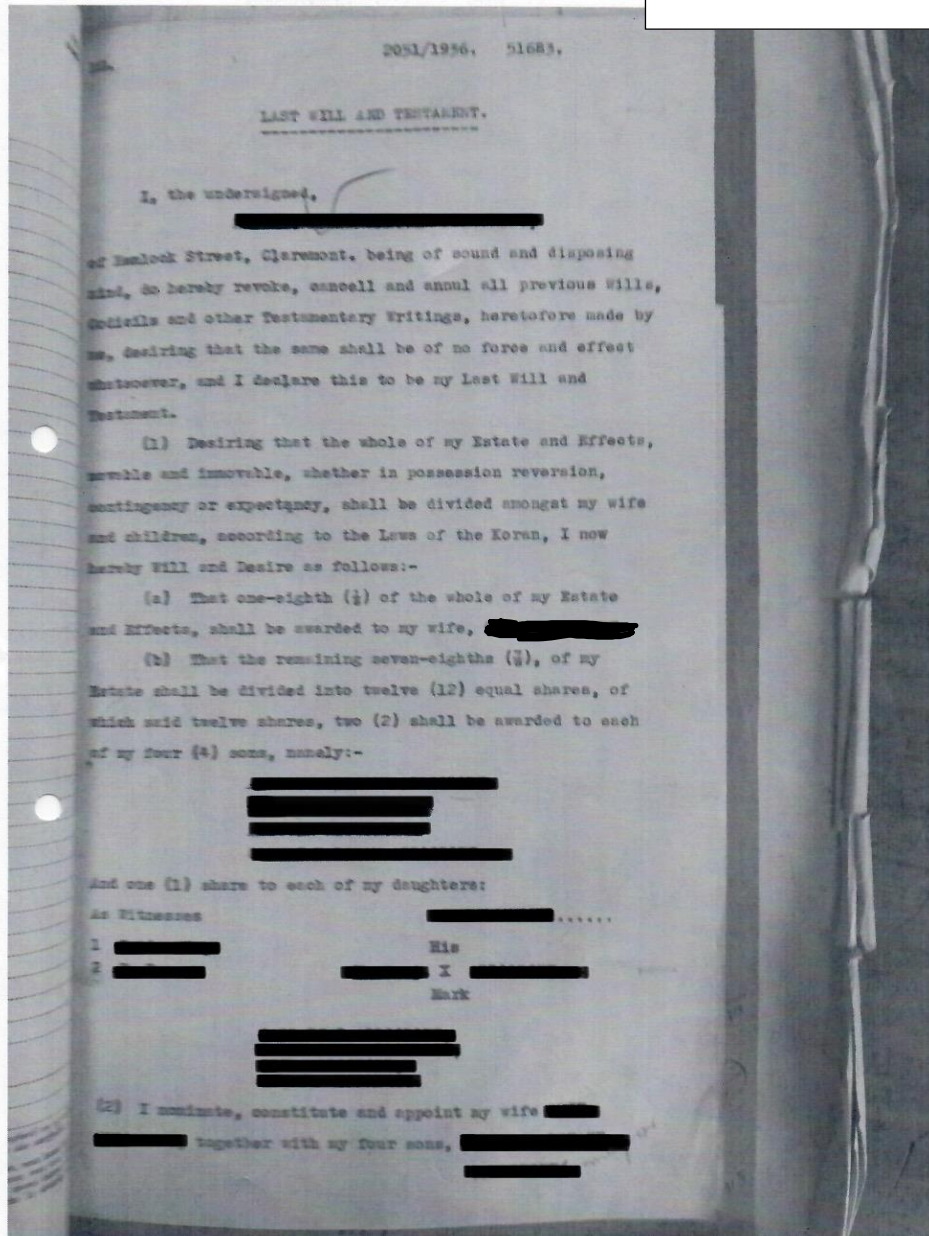 2051/1956. 51683.
LAST WILL AND TESTAMENT.
I, the undersigned,
of Hemlock Street, Claremont. being of sound and disposing
mind, do hereby revoke, cancell and annul all previous Wills,
Codicils and other Testamentary Writings, heretofore made by
me, desiring that the same shall be of no force and effect
whatsoever, and I declare this to be my Last Will and
Testament.
(1) Desiring that the whole of my Estate and Effects,
movable and immovable, whether in possession reversion,
contingency or expectancy, shall be divided amongst my wife
and children, according to the Laws of the Koran, I now
hereby Will and Desire as follows:-
(a) That one-eighth (⅛) of the whole of my Estate
and Effects, shall be awarded to my wife,
(b) That the remaining seven-eighths (⅞), of my
Estate shall be divided into twelve (12) equal shares, of
which said twelve shares, two (2) shall be awarded to each
of my four (4) sons, namely:-
And one (1) share to each of my daughters:
As Witnesses ......
1 His
2 X
Mark
(2) I nominate, constitute and appoint my wife
together with my four sons,